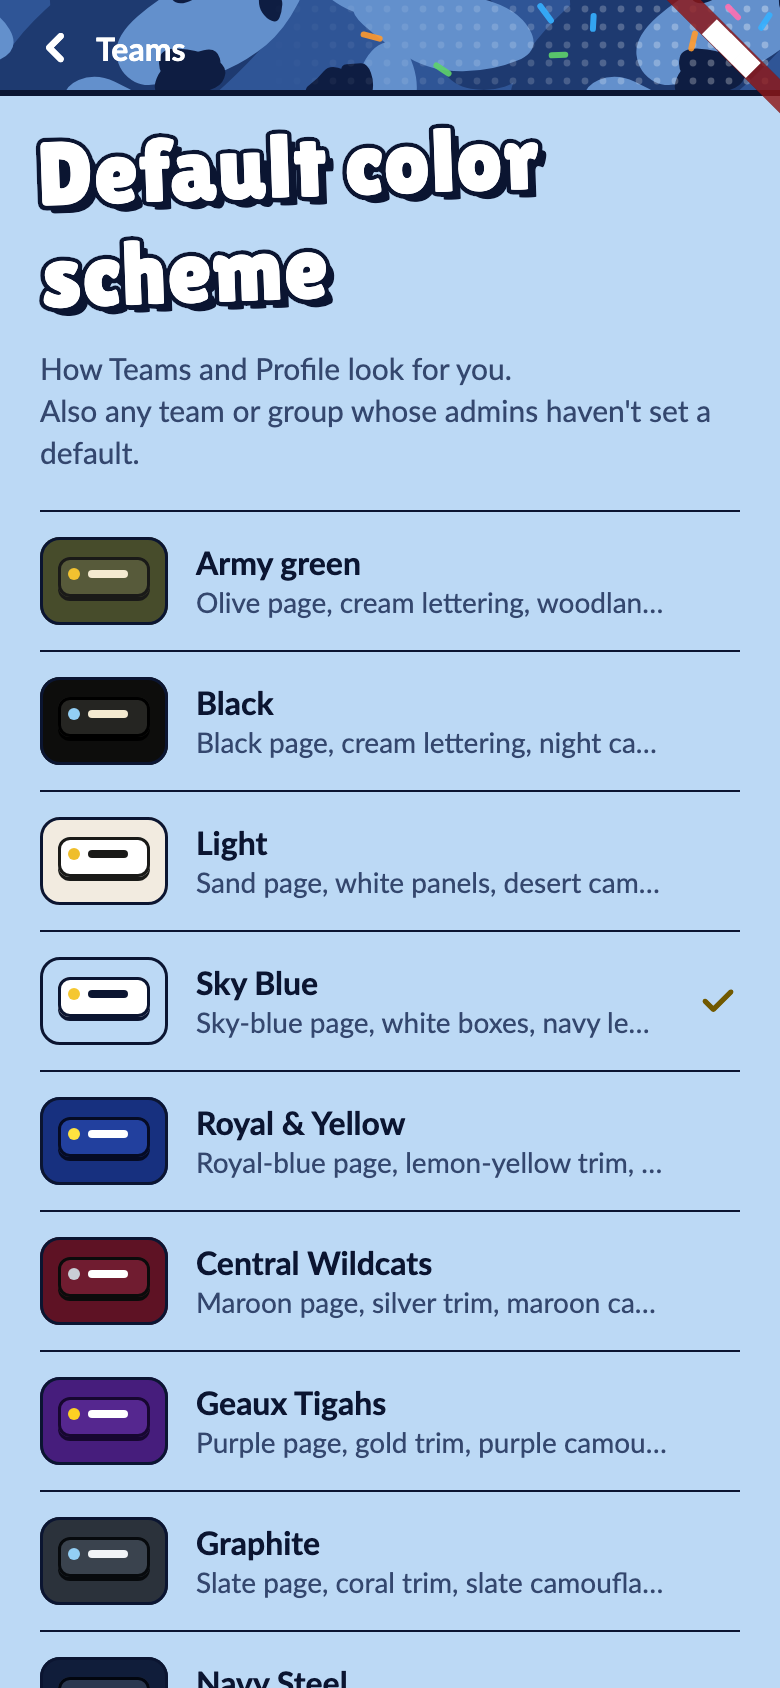 Teams
Default color
scheme
How Teams and Profile look for you.
Also any team or group whose admins haven't set a
default.
Army green
Olive page, cream lettering, woodlan...
Black
Black page, cream lettering, night ca...
Light
Sand page, white panels, desert cam...
Sky Blue
Sky-blue page, white boxes, navy le...
Royal & Yellow
Royal-blue page, lemon-yellow trim, ...
Central Wildcats
Maroon page, silver trim, maroon ca...
Geaux Tigahs
Purple page, gold trim, purple camou...
Graphite
Slate page, coral trim, slate camoufla...
Navy Steel